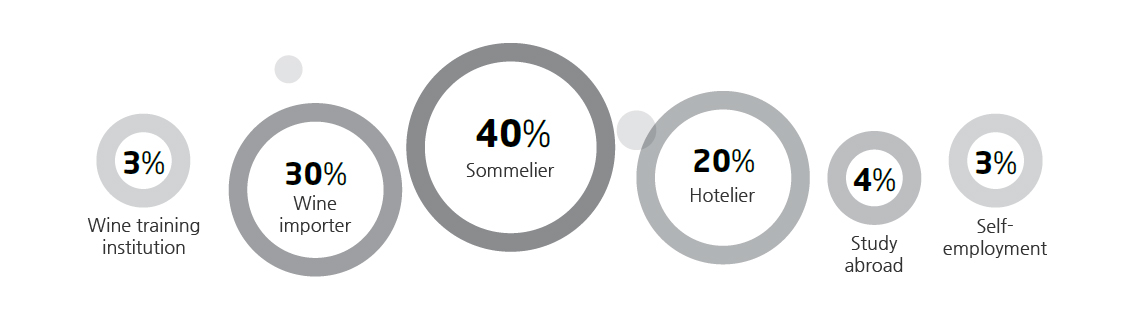 3%
Wine training
institution
30%
Wine
importer
40%
Sommelier
20%
Hotelier
4%
Study
abroad
3%
Self-
employment